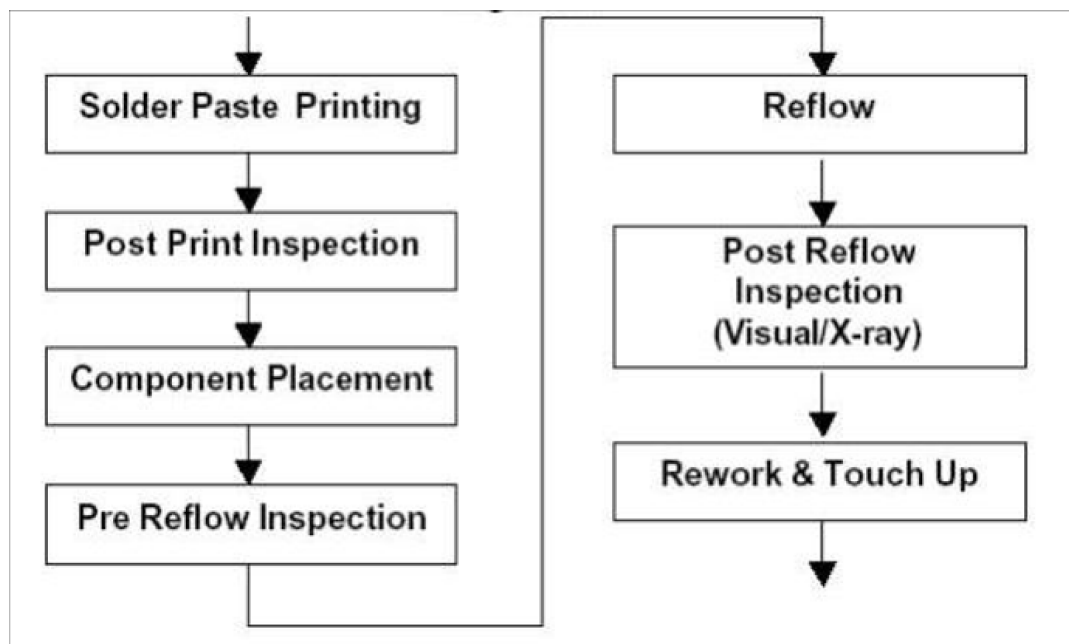 Solder Paste Printing
Post Print Inspection
Component Placement
Pre Reflow Inspection
Reflow
Post Reflow
Inspection
(Visual/X-ray)
Rework & Touch Up